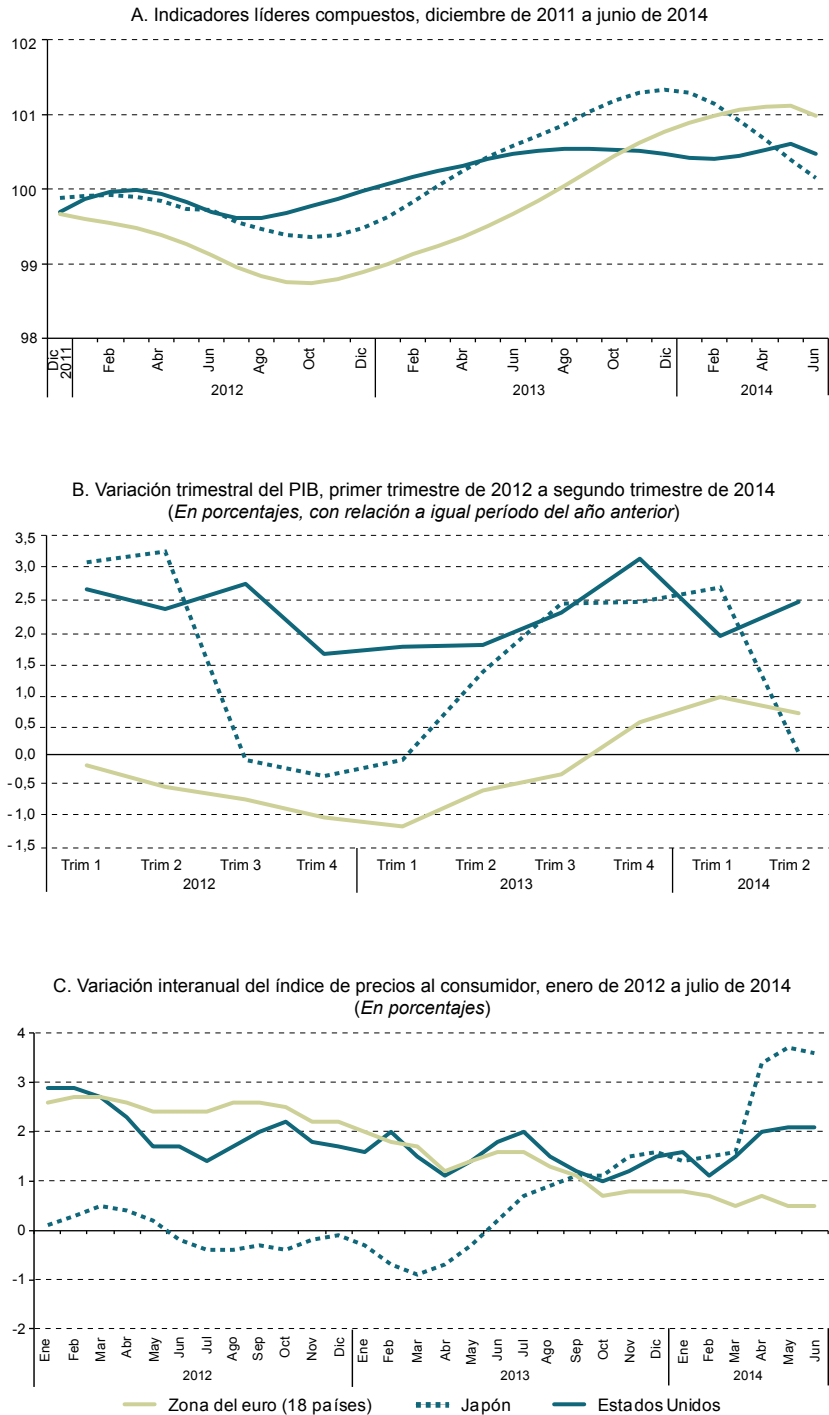 A. Indicadores líderes compuestos, diciembre de 2011 a junio de 2014
102
101
100
99
98
Dic 2011 Feb Abr Jun Ago Oct Dic Feb Abr Jun Ago Oct Dic Feb Abr Jun
2012 2013 2014
B. Variación trimestral del PIB, primer trimestre de 2012 a segundo trimestre de 2014
(En porcentajes, con relación a igual período del año anterior)
3,5
3,0
2,5
2,0
1,5
1,0
0,5
0,0
-0,5
-1,0
-1,5
Trim 1 Trim 2 Trim 3 Trim 4 Trim 1 Trim 2 Trim 3 Trim 4 Trim 1 Trim 2
2012 2013 2014
C. Variación interanual del índice de precios al consumidor, enero de 2012 a julio de 2014
(En porcentajes)
4
3
2
1
0
-1
-2
Ene Feb Mar Abr May Jun Jul Ago Sep Oct Nov Dic Ene Feb Mar Abr May Jun Jul Ago Sep Oct Nov Dic Ene Feb Mar Abr May Jun
2012 2013 2014
Zona del euro (18 países) Japón Estados Unidos